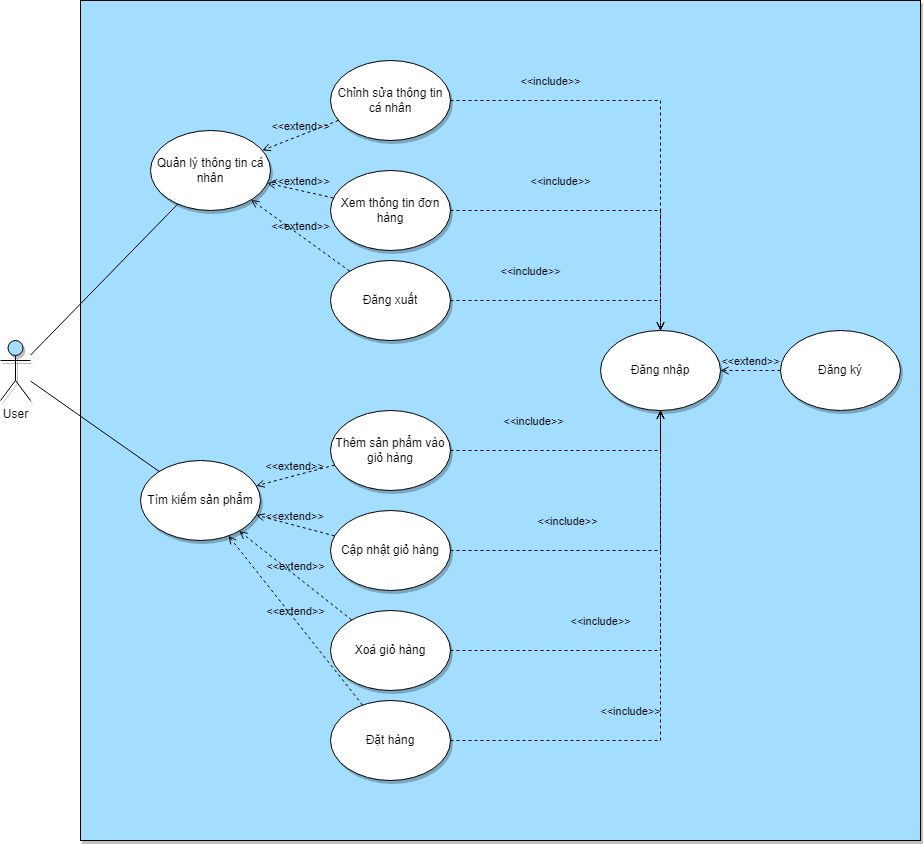 <<include>>
Chỉnh sửa thông tin
cá nhân
<<extend>>
Quản lý thông tin cá
nhân
<<extend>>
<<include>>
Xem thông tin đơn
hàng
<<extend>>
<<include>>
Đăng xuất
Đăng nhập
<<extend>>
Đăng ký
User
<<include>>
Thêm sản phẩm vào
giỏ hàng
<<extend>>
Tìm kiếm sản phẩm
<<extend>>
<<include>>
Cập nhật giỏ hàng
<<extend>>
<<extend>>
<<include>>
Xoá giỏ hàng
<<include>>
Đặt hàng